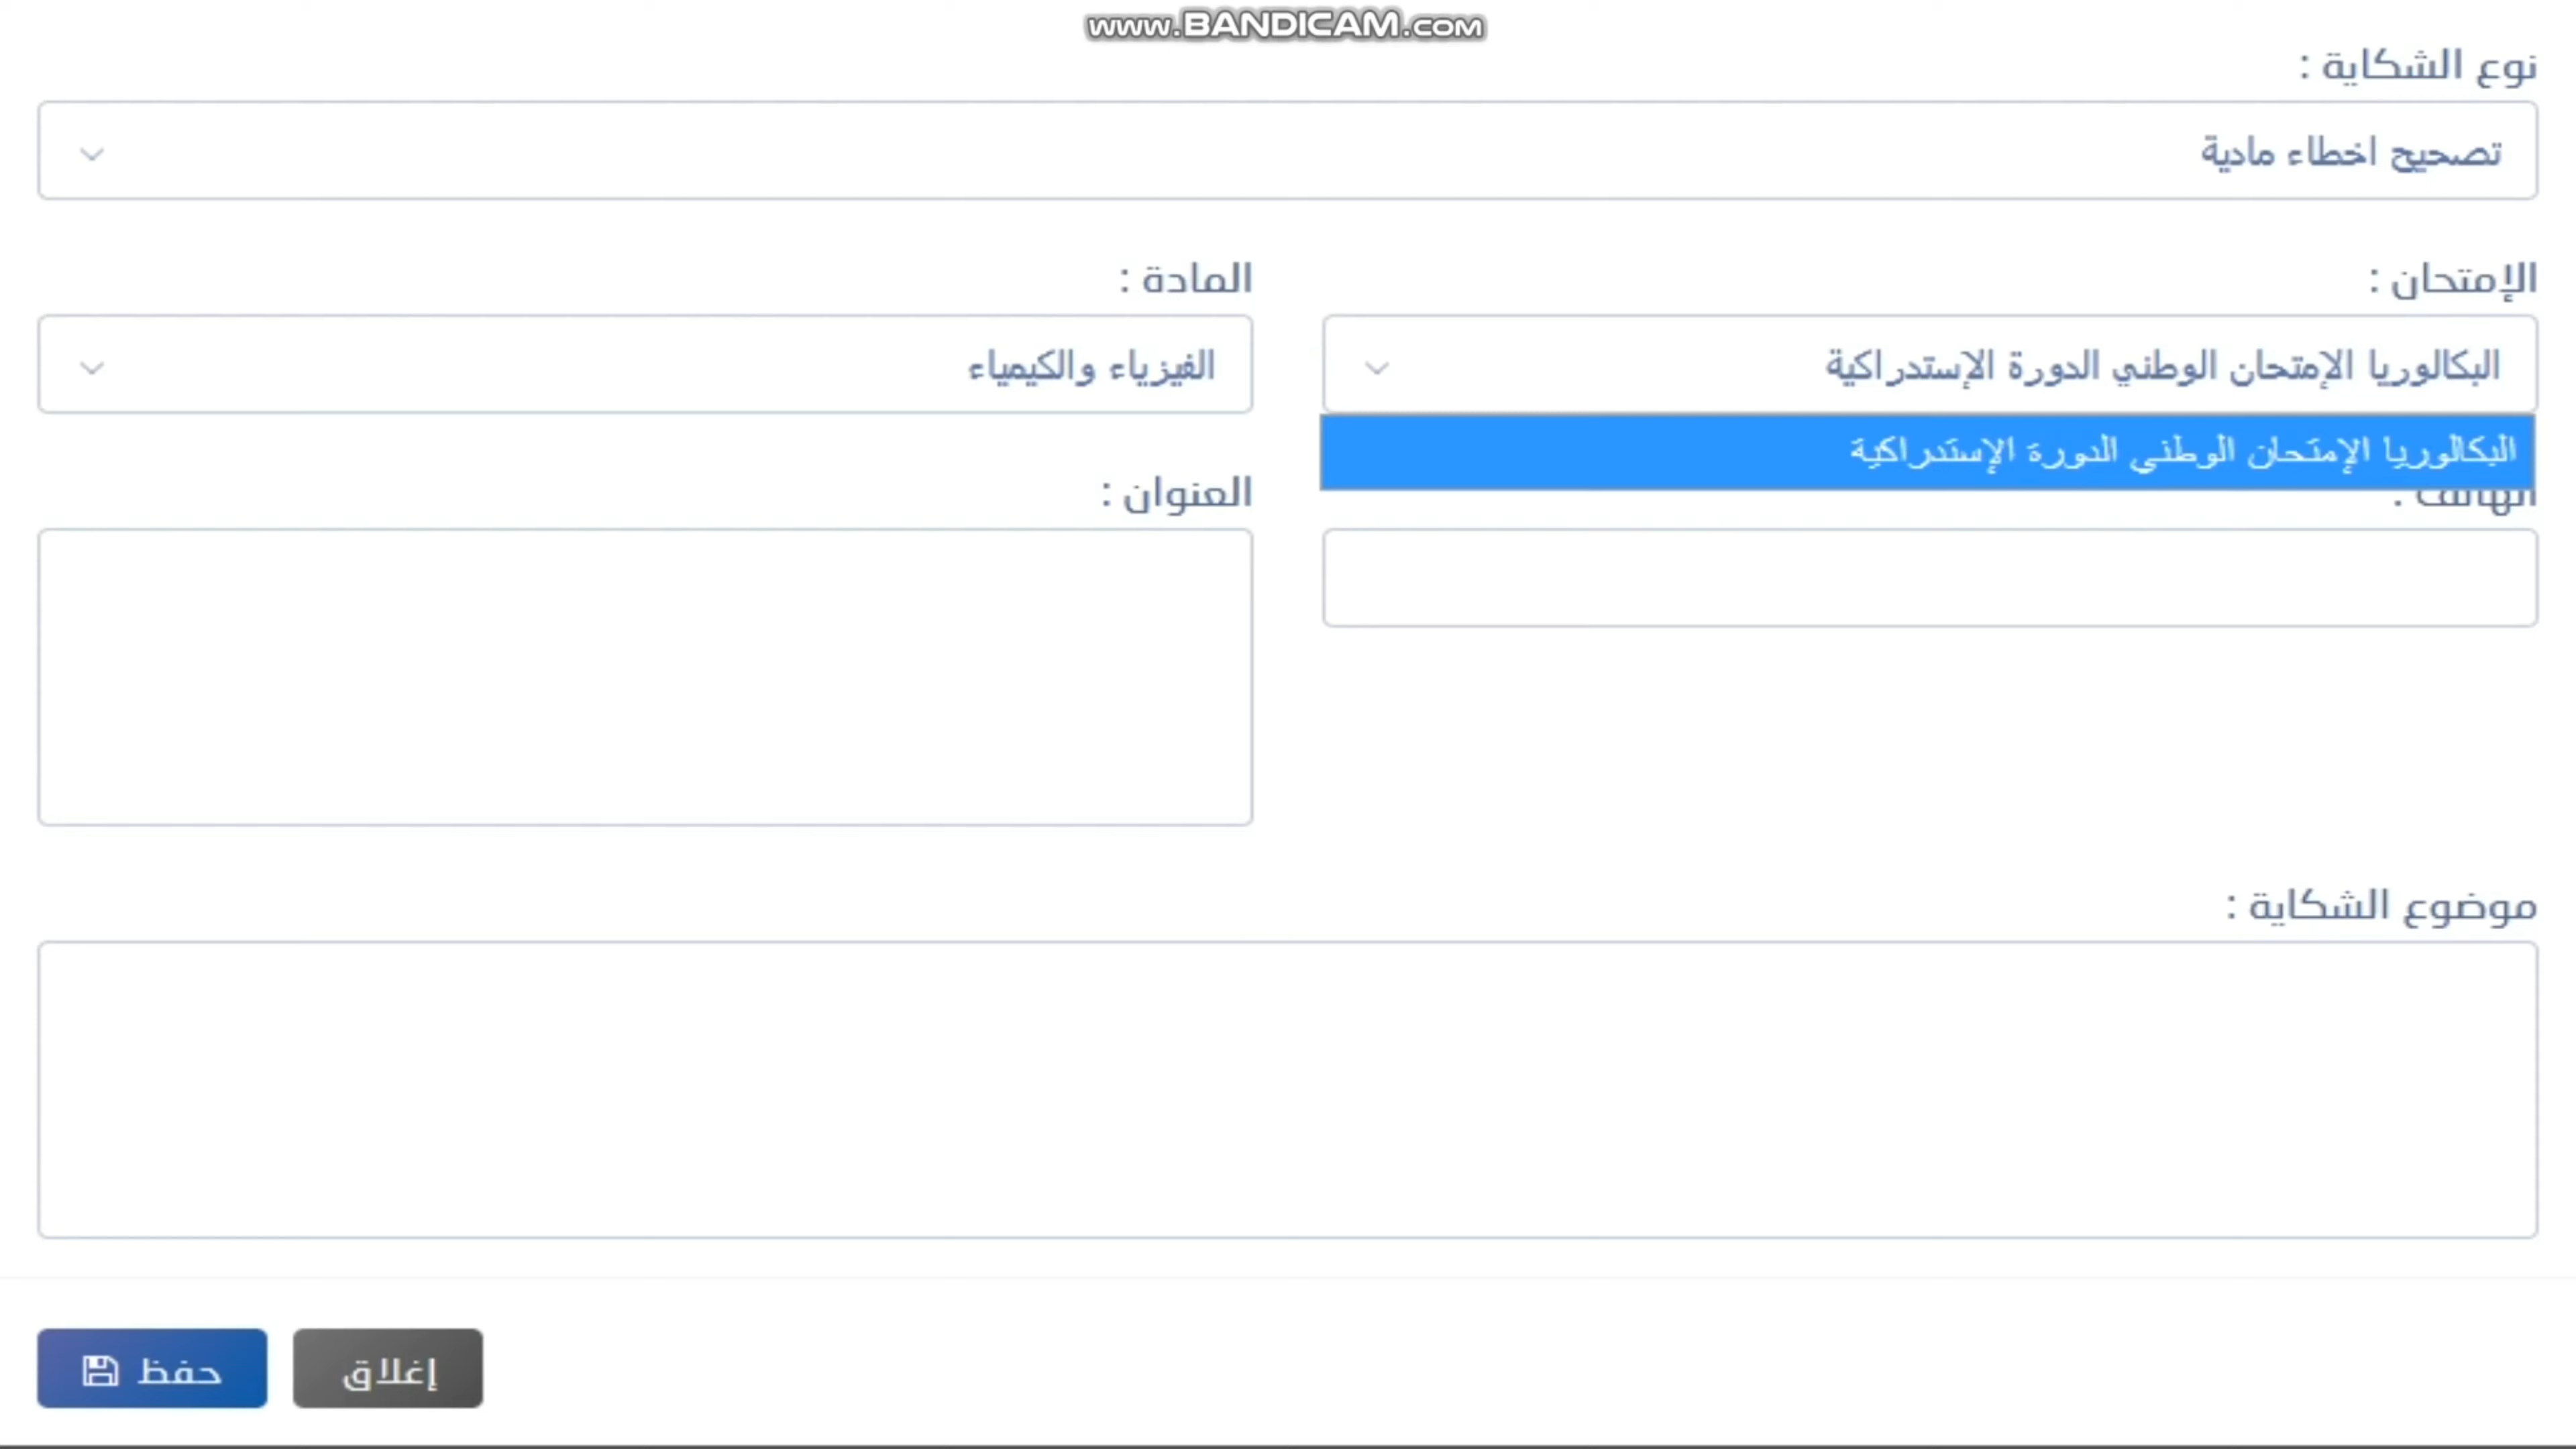 www.BANDICAM.com
نوع الشكاية :
تصحيح اخطاء مادية
الإمتحان :
المادة :
البكالوريا الإمتحان الوطني الدورة الإستدراكية
الفيزياء والكيمياء
البكالوريا الإمتحان الوطني الدورة الإستدراكية
الهاتف :
العنوان :
موضوع الشكاية :
إغلاق
حفظ